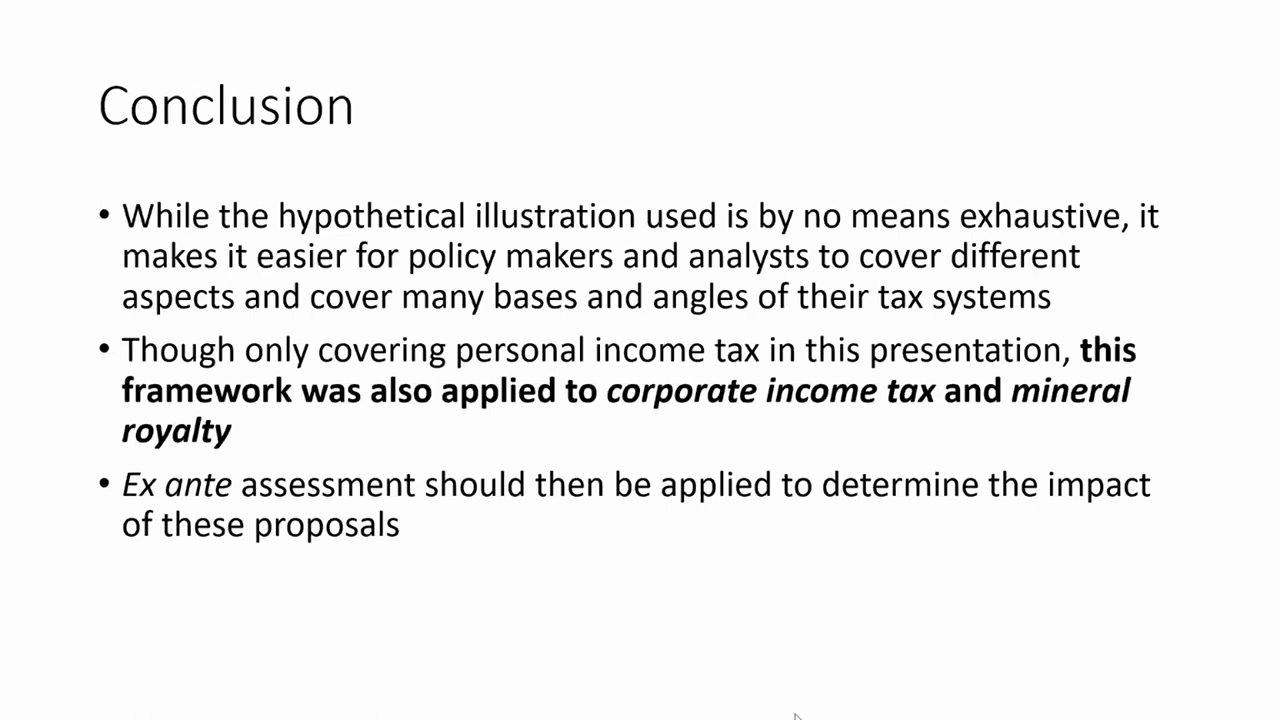 Conclusion
• While the hypothetical illustration used is by no means exhaustive, it
makes it easier for policy makers and analysts to cover different
aspects and cover many bases and angles of their tax systems
• Though only covering personal income tax in this presentation, this
framework was also applied to corporate income tax and mineral
royalty
• Ex ante assessment should then be applied to determine the impact
of these proposals